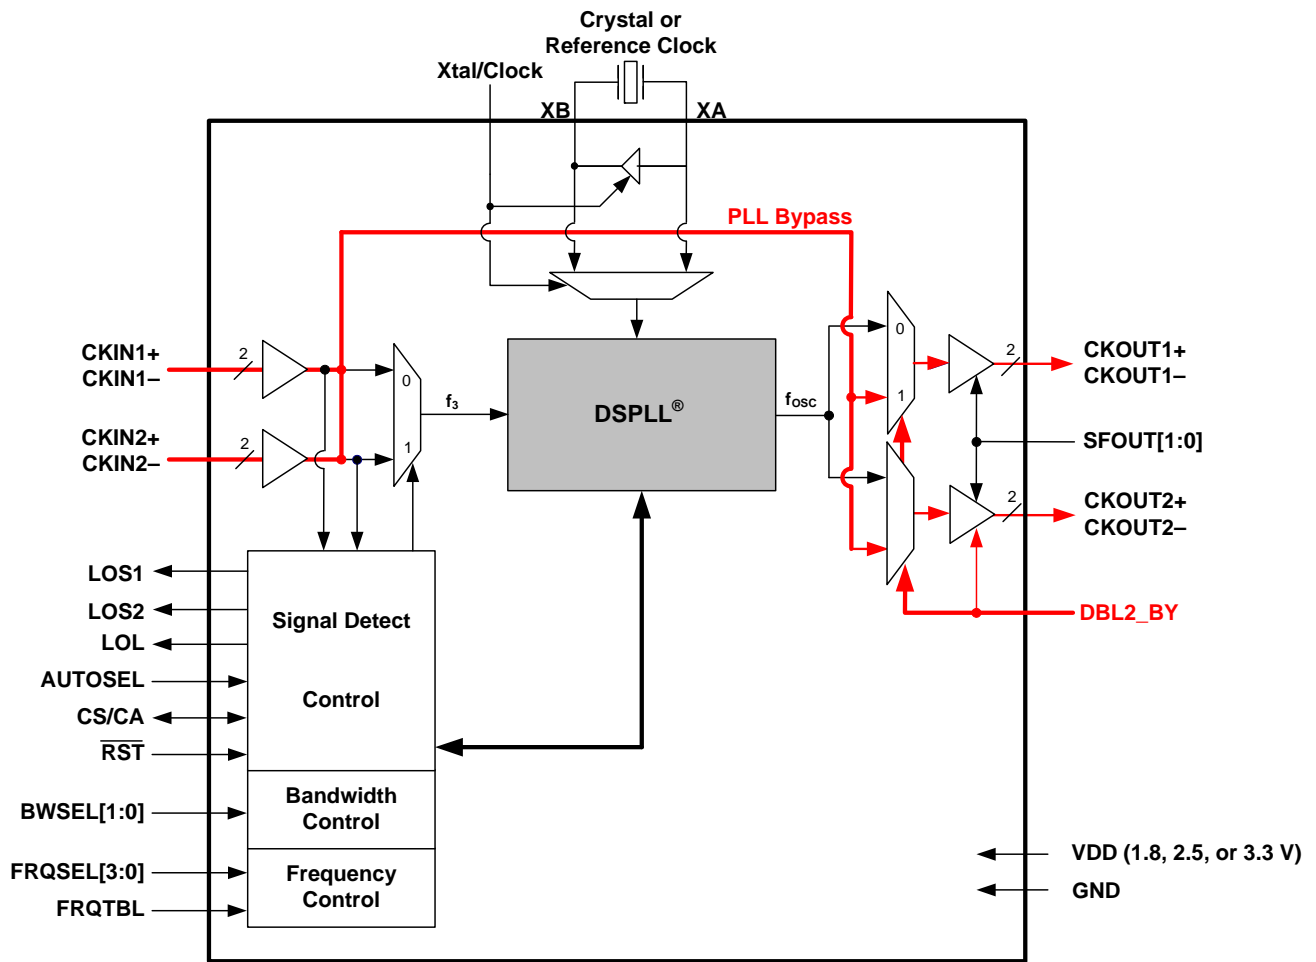 Crystal or
Reference Clock
Xtal/Clock
XB
XA
PLL Bypass
CKIN1+
CKIN1–
2
CKIN2+
CKIN2–
2
0
1
f3
DSPLL®
fOSC
0
1
2
CKOUT1+
CKOUT1–
SFOUT[1:0]
2
CKOUT2+
CKOUT2–
DBL2_BY
LOS1
LOS2
LOL
AUTOSEL
CS/CA
RST
BWSEL[1:0]
FRQSEL[3:0]
FRQTBL
Signal Detect
Control
Bandwidth
Control
Frequency
Control
VDD (1.8, 2.5, or 3.3 V)
GND